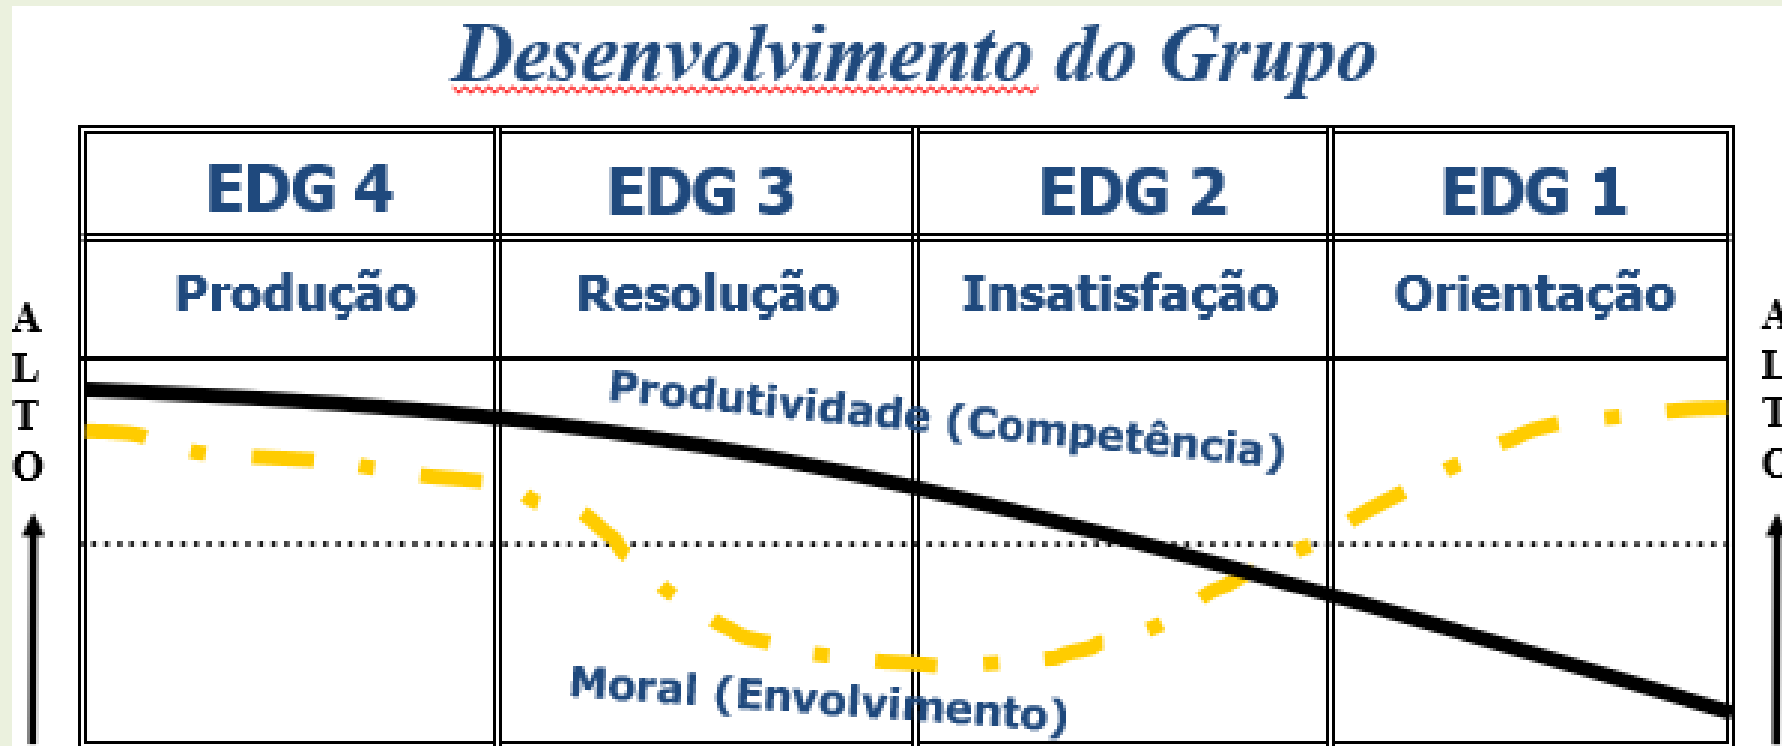 Desenvolvimento do Grupo
EDG 4 EDG 3 EDG 2 EDG 1
Produção Resolução Insatisfação Orientação
ALTO
ALTO
Produtividade (Competência)
Moral (Envolvimento)